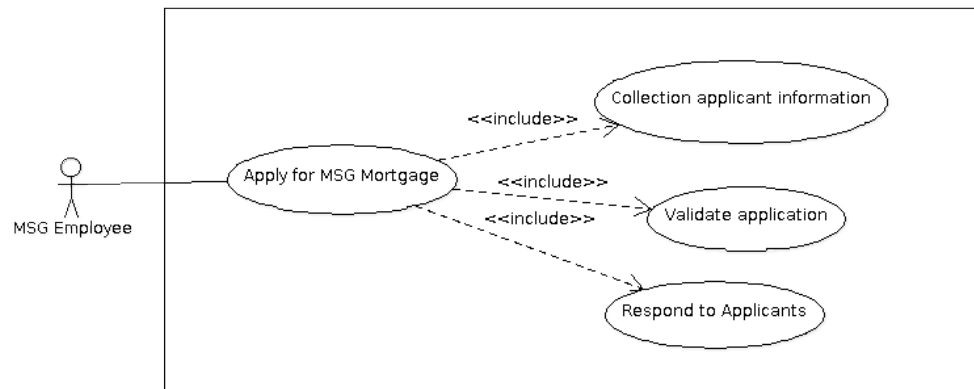 Collection applicant information
<<include>>
Apply for MSG Mortgage
<<include>>
Validate application
<<include>>
MSG Employee
Respond to Applicants